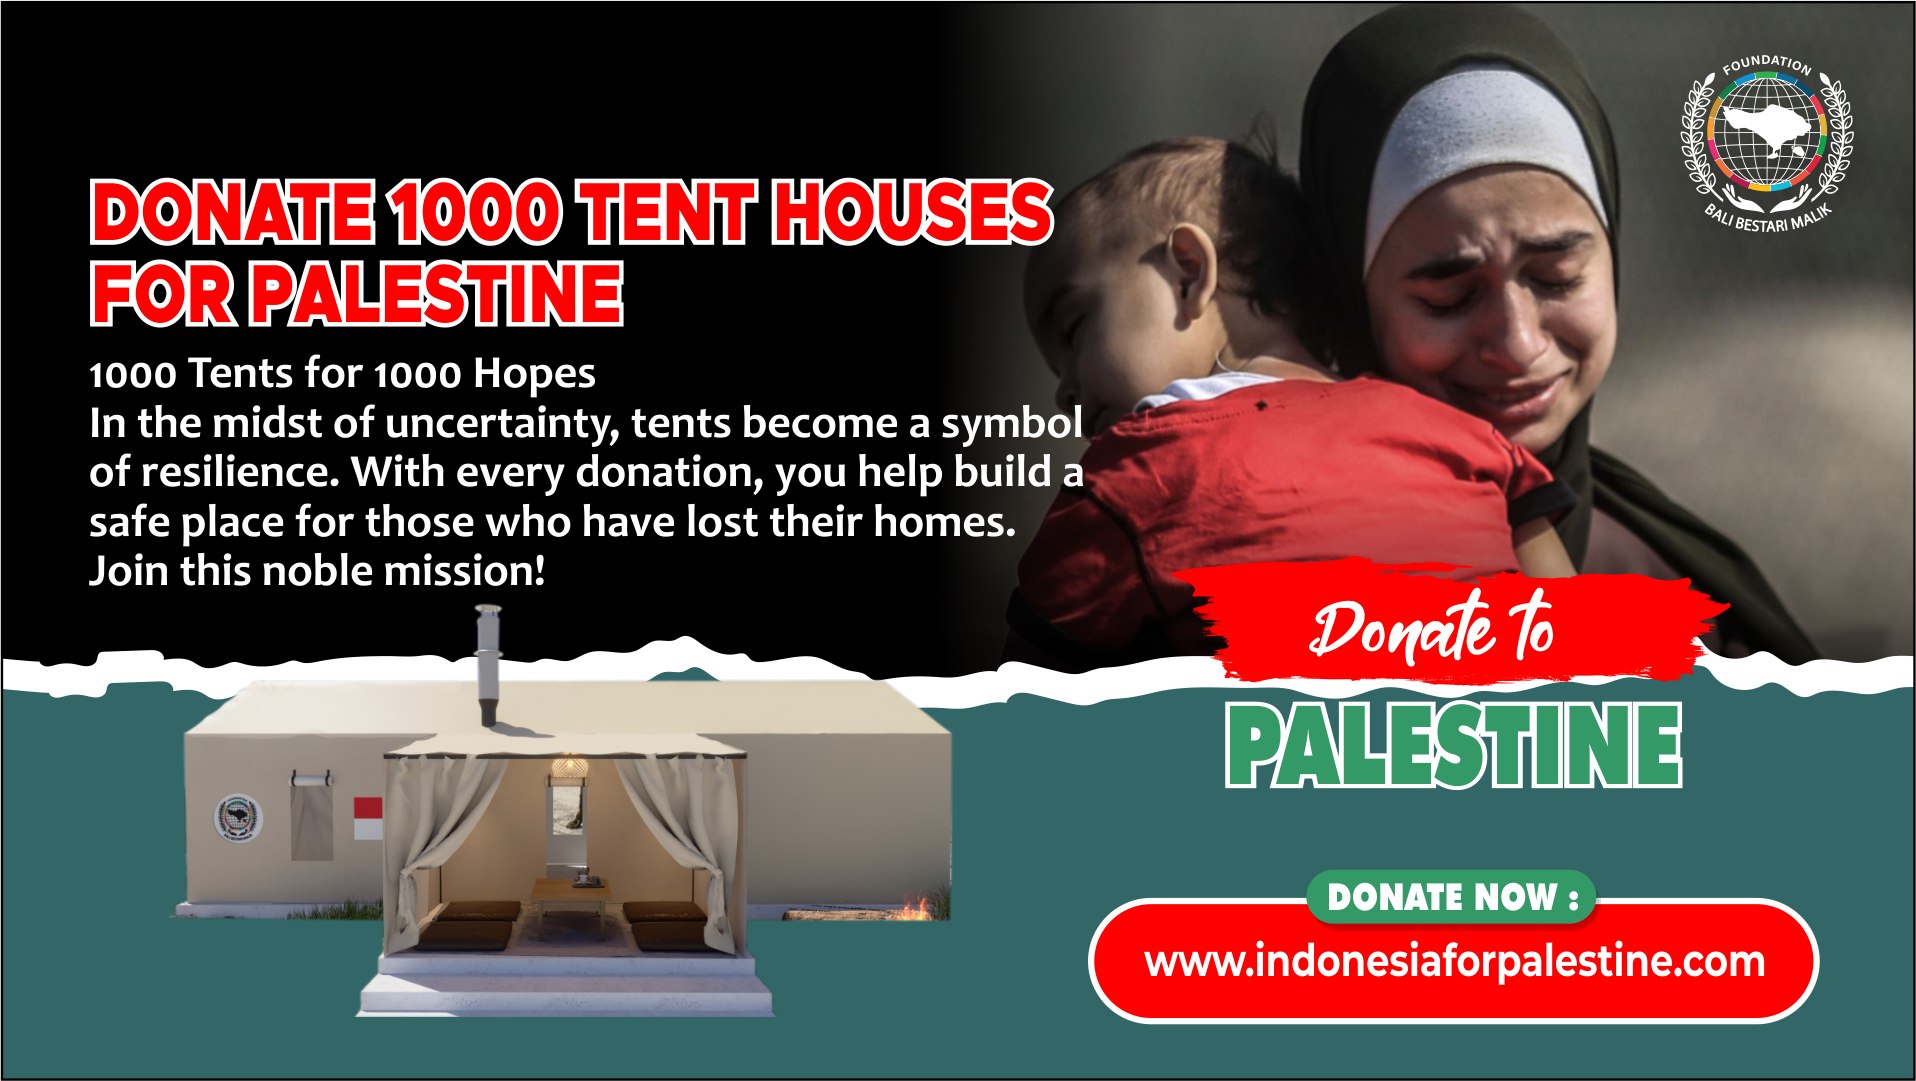 FOUNDATION
BALI BESTARI MALIK
DONATE 1000 TENT HOUSES
FOR PALESTINE
1000 Tents for 1000 Hopes
In the midst of uncertainty, tents become a symbol
of resilience. With every donation, you help build a
safe place for those who have lost their homes.
Join this noble mission!
Donate to
PALESTINE
DONATE NOW :
www.indonesiaforpalestine.com